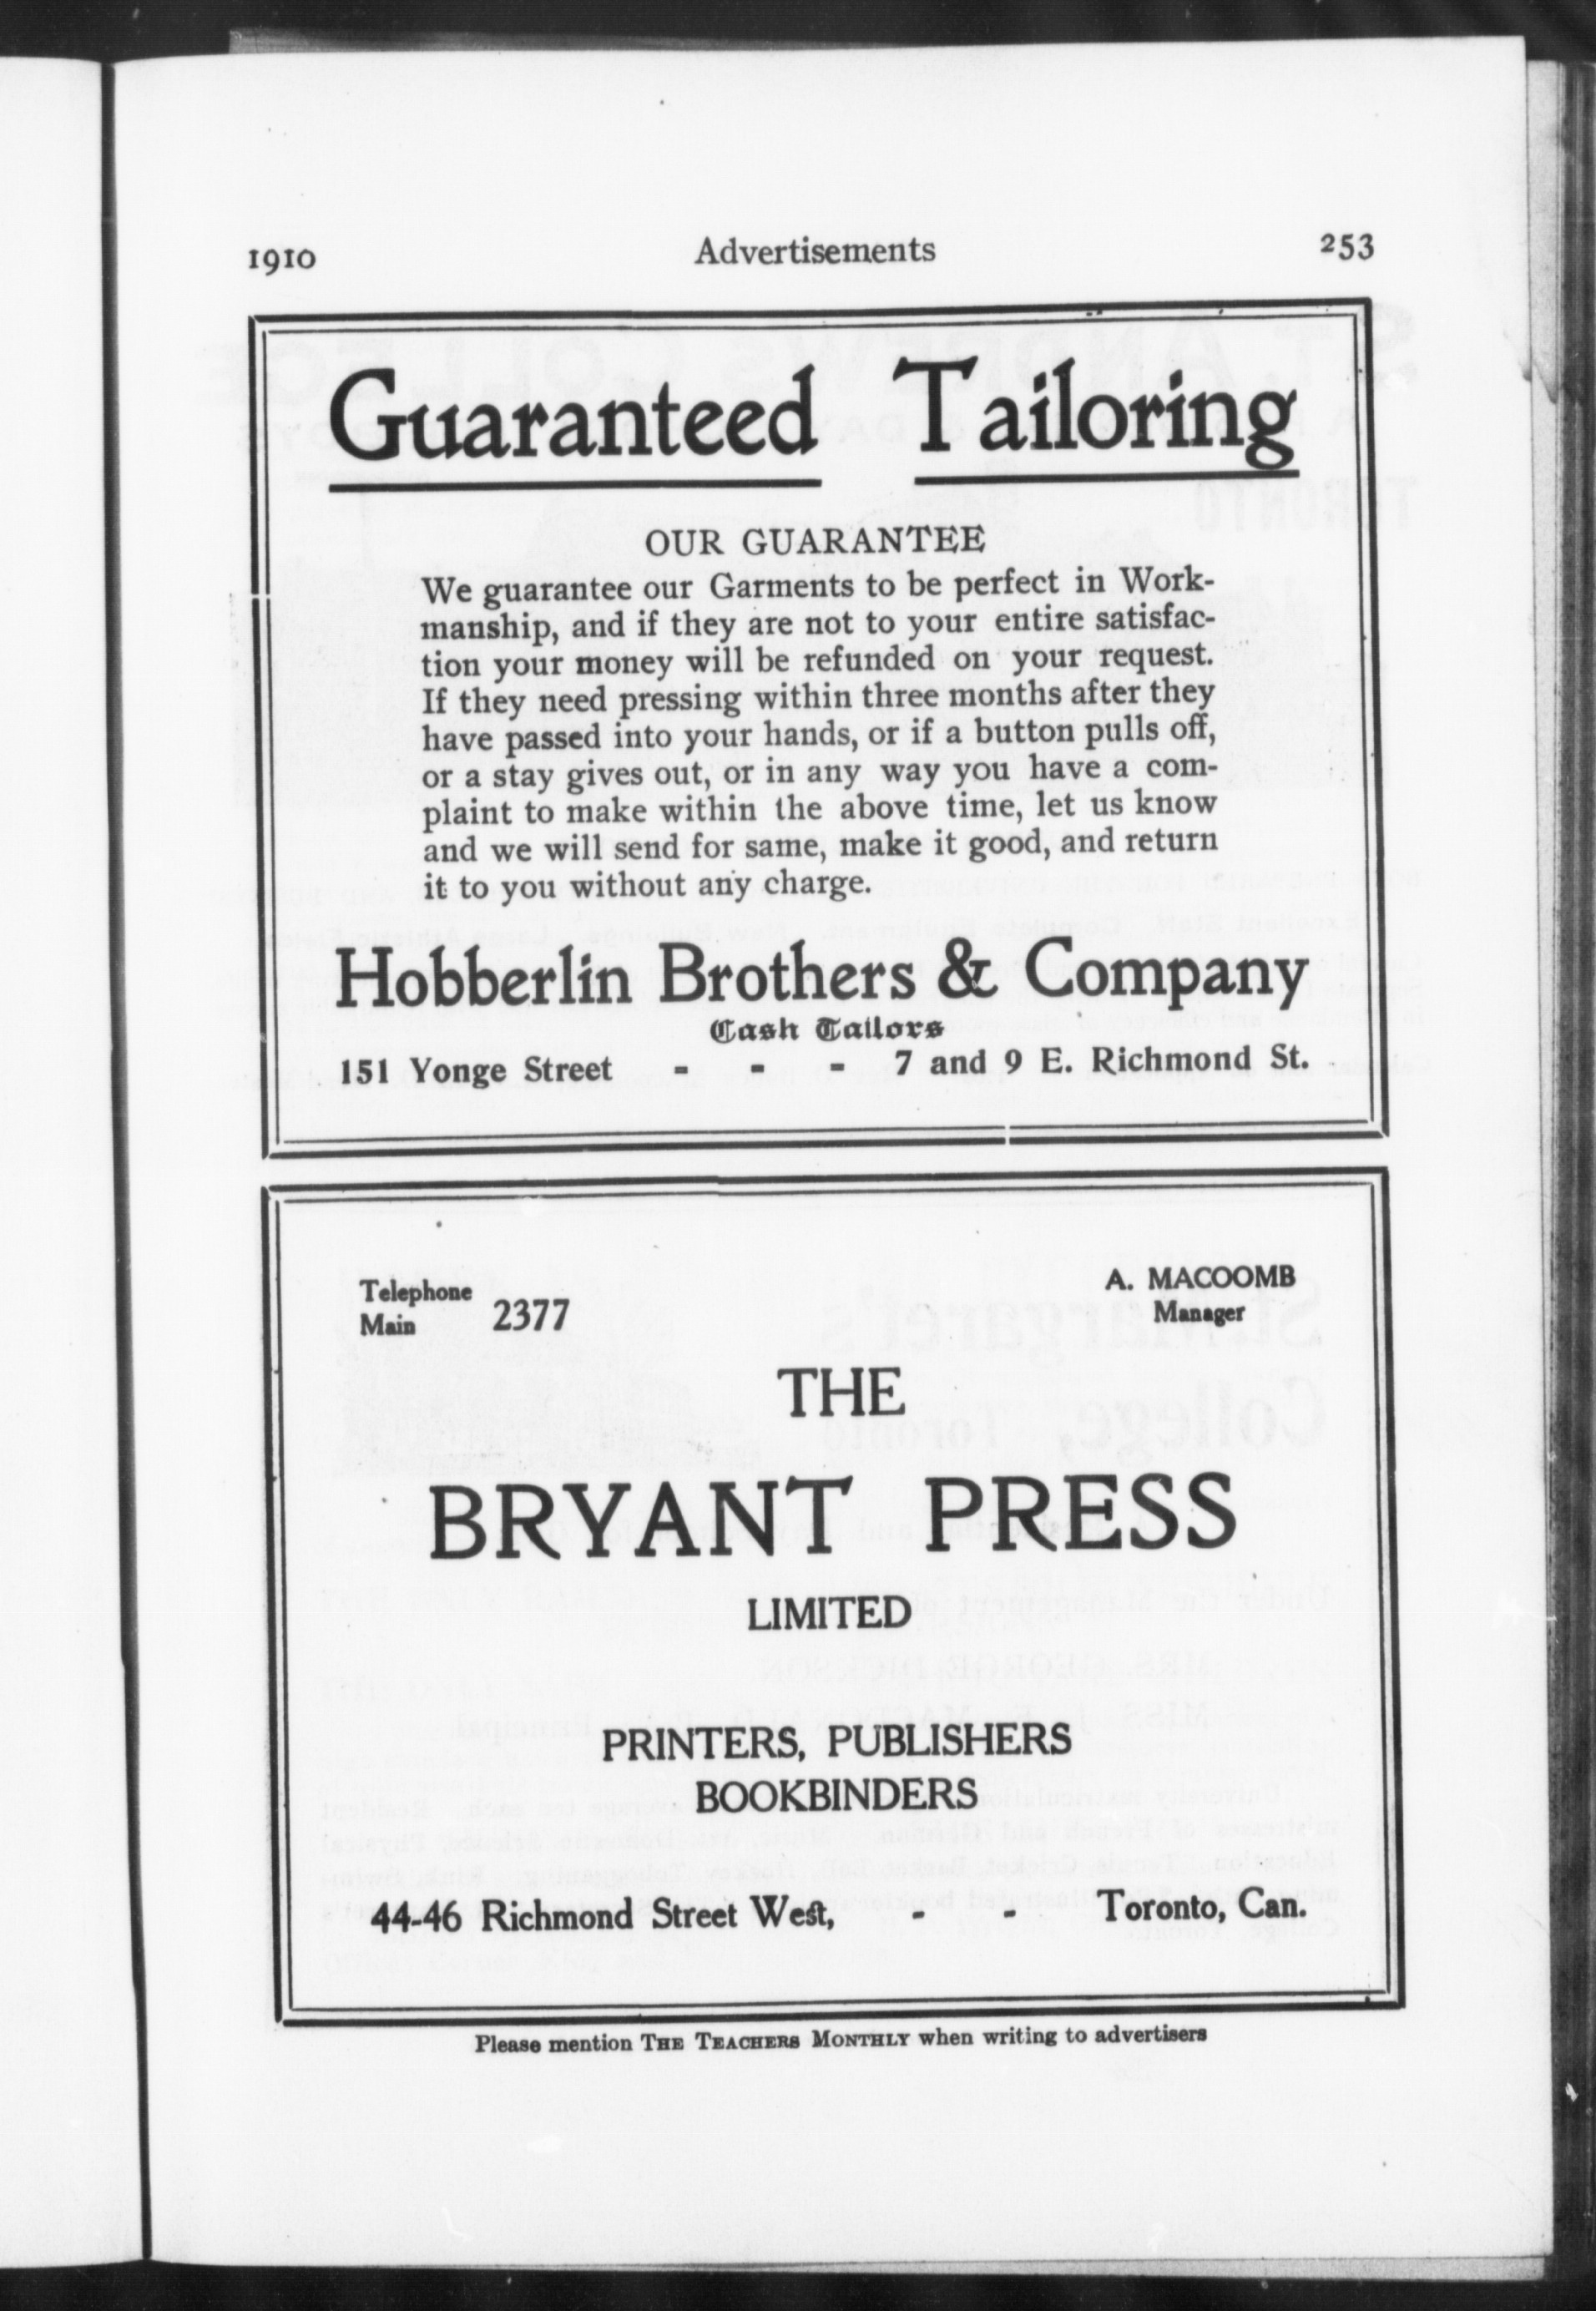 1910 Advertisements 253
Guaranteed Tailoring
OUR GUARANTEE
We guarantee our Garments to be perfect in Work-
manship, and if they are not to your entire satisfac-
tion your money will be refunded on your request.
If they need pressing within three months after they
have passed into your hands, or if a button pulls off,
or a stay gives out, or in any way you have a com-
plaint to make within the above time, let us know
and we will send for same, make it good, and return
it to you without any charge.
Hobberlin Brothers & Company
Cash Tailors
151 Yonge Street - - - 7 and 9 E. Richmond St.
Telephone
Main 2377
A. MACOOMB
Manager
THE
BRYANT PRESS
LIMITED
PRINTERS, PUBLISHERS
BOOKBINDERS
44-46 Richmond Street West, - - Toronto, Can.
Please mention THE TEACHERS MONTHLY when writing to advertisers